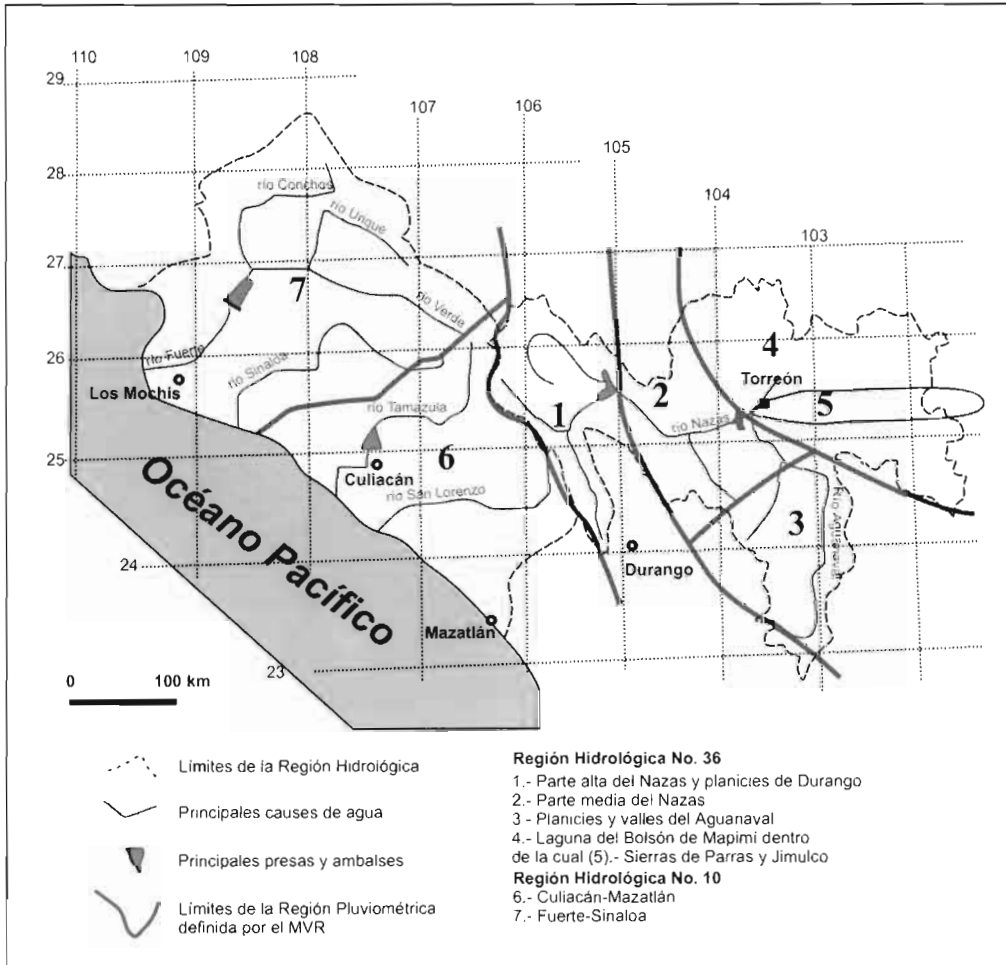 110
109
108
107
106
105
104
103
29
28
27
26
25
24
23
río Conchos
río Urique
7
río Verde
río Fuerte
río Sinaloa
Los Mochis
río Tamazula
6
Culiacán
río San Lorenzo
1
2
4
Torreón
5
río Nazas
3
Río Aguanaval
Durango
Océano Pacífico
Mazatlán
0 100 km
Límites de la Región Hidrológica
Principales causes de agua
Principales presas y ambalses
Límites de la Región Pluviométrica
definida por el MVR
Región Hidrológica No. 36
1.- Parte alta del Nazas y planicies de Durango
2.- Parte media del Nazas
3 - Planicies y valles del Aguanaval
4.- Laguna del Bolsón de Mapimí dentro
de la cual (5).- Sierras de Parras y Jimulco
Región Hidrológica No. 10
6.- Culiacán-Mazatlán
7.- Fuerte-Sinaloa